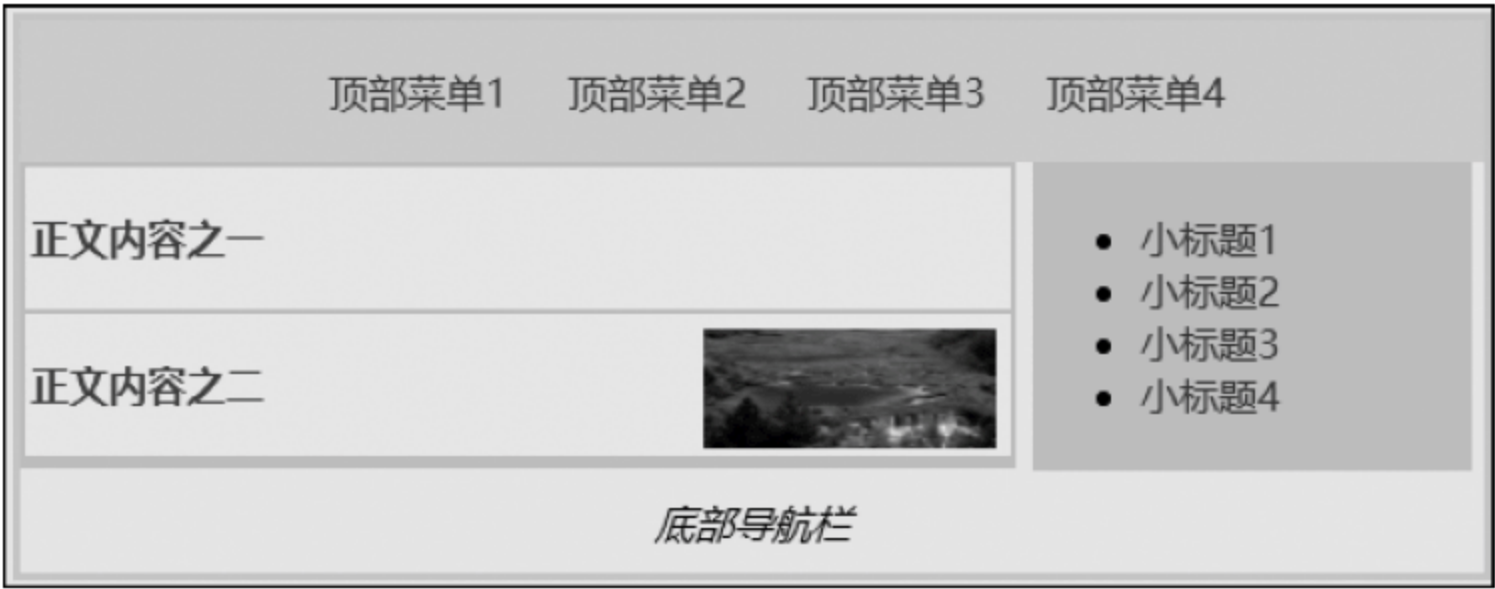 顶部菜单1 顶部菜单2 顶部菜单3 顶部菜单4
正文内容之一
正文内容之二
小标题1
小标题2
小标题3
小标题4
底部导航栏